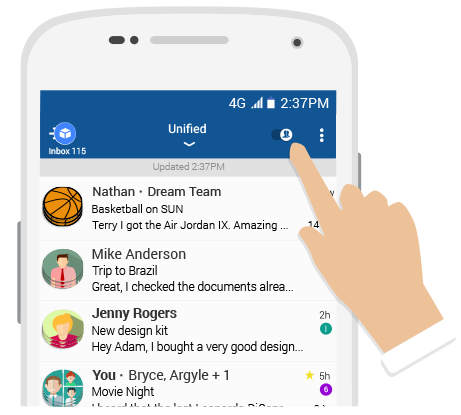 4G 2:37PM
Unified
Inbox 115
Updated 2:37PM
Nathan · Dream Team
Basketball on SUN
Terry I got the Air Jordan IX. Amazing ... 14
Mike Anderson
Trip to Brazil
Great, I checked the documents alrea...
Jenny Rogers 2h
New design kit 1
Hey Adam, I bought a very good design...
You · Bryce, Argyle + 1 5h
Movie Night 6